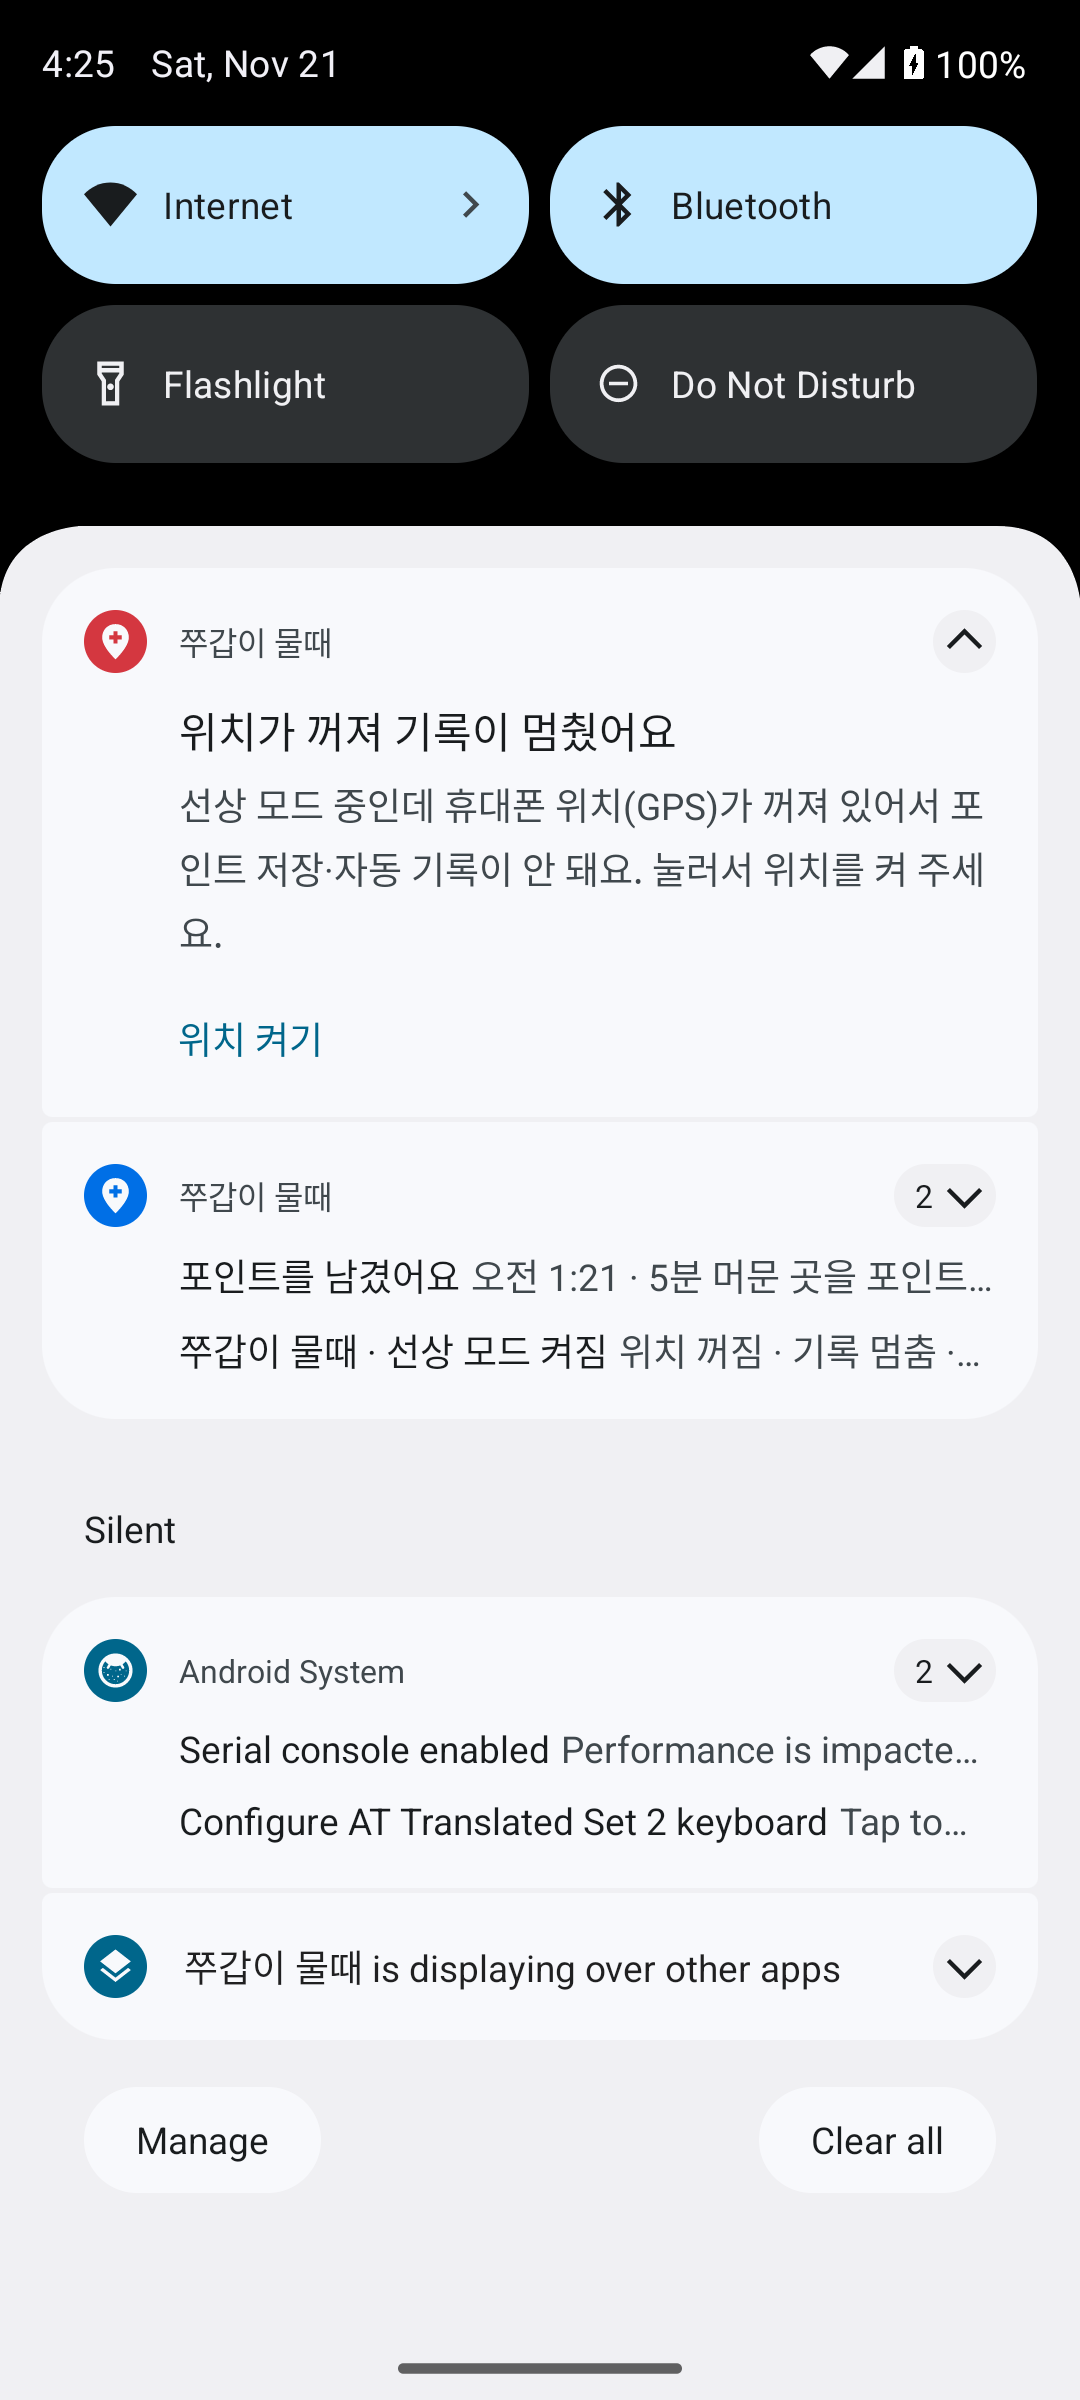 4:25 Sat, Nov 21 100%
Internet
Bluetooth
Flashlight
Do Not Disturb
쭈갑이 물때
위치가 꺼져 기록이 멈췄어요
선상 모드 중인데 휴대폰 위치(GPS)가 꺼져 있어서 포
인트 저장·자동 기록이 안 돼요. 눌러서 위치를 켜 주세
요.
위치 켜기
쭈갑이 물때
2
포인트를 남겼어요 오전 1:21 · 5분 머문 곳을 포인트…
쭈갑이 물때 · 선상 모드 켜짐 위치 꺼짐 · 기록 멈춤 ·…
Silent
Android System
2
Serial console enabled Performance is impacte…
Configure AT Translated Set 2 keyboard Tap to…
쭈갑이 물때 is displaying over other apps
Manage
Clear all